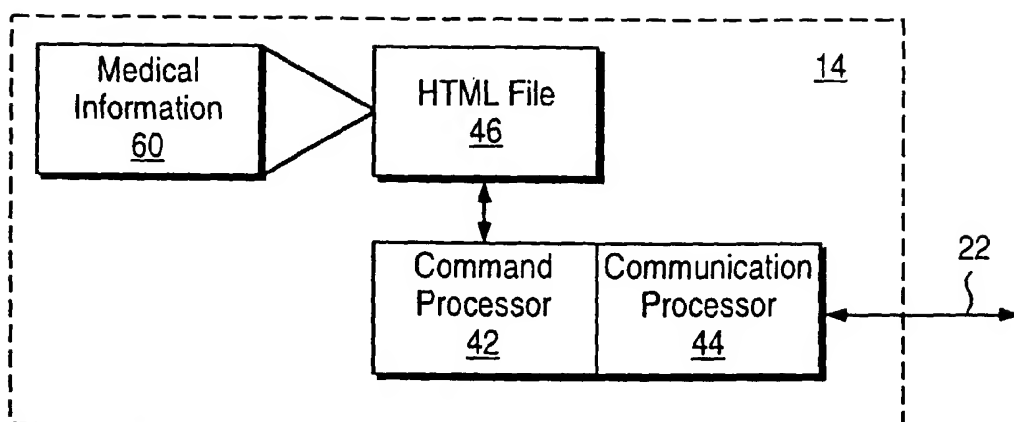 Medical
Information
60
HTML File
46
14
Command
Processor
42
Communication
Processor
44
22